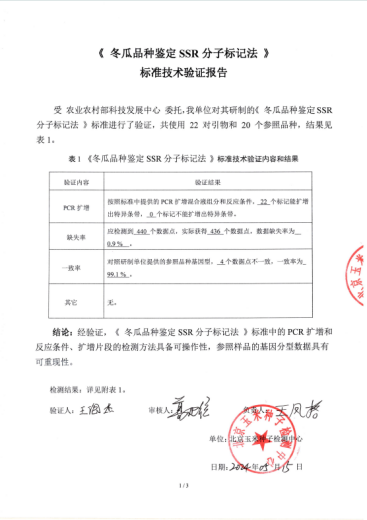 《 冬瓜品种鉴定 SSR 分子标记法 》
标准技术验证报告
受 农业农村部科技发展中心 委托,我单位对其研制的《 冬瓜品种鉴定 SSR
分子标记法 》标准进行了验证，共使用 22 对引物和 20 个参照品种，结果见
表 1。
表 1 《冬瓜品种鉴定 SSR 分子标记法 》标准技术验证内容和结果
验证内容 验证结果
PCR 扩增
按照标准中提供的 PCR 扩增混合液组分和反应条件，22 个标记能扩增
出特异条带，0 个标记不能扩增出特异条带。
缺失率
应检测到 440 个数据点，实际获得 436 个数据点，数据缺失率为
0.9 % 。
一致率
对照研制单位提供的参照品种基因型，4 个数据点不一致，一致率为
99.1 % 。
其它 无。
结论：经验证，《 冬瓜品种鉴定 SSR 分子标记法 》标准中的 PCR 扩增和
反应条件、扩增片段的检测方法具备可操作性，参照样品的基因分型数据具有
可重现性。
检测结果：详见附表 1。
验证人： 审核人： 负责人：王凤格
单位：北京玉米种子检测中心
日期：2024年05月15日
1 / 3